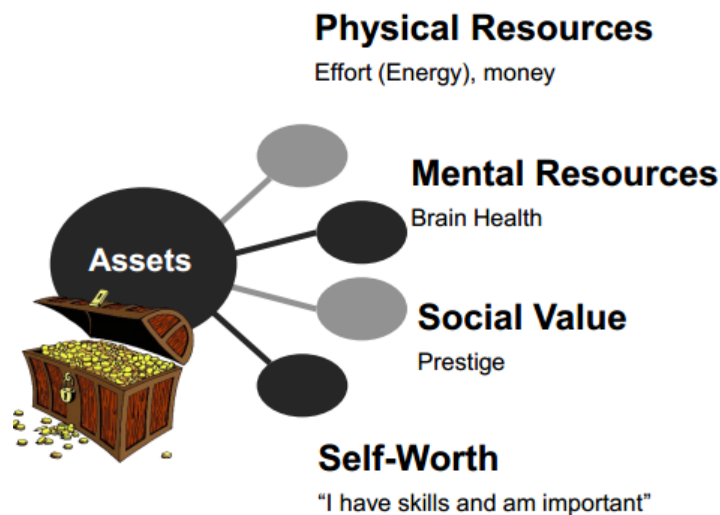 Physical Resources
Effort (Energy), money
Mental Resources
Brain Health
Assets
Social Value
Prestige
Self-Worth
“I have skills and am important”